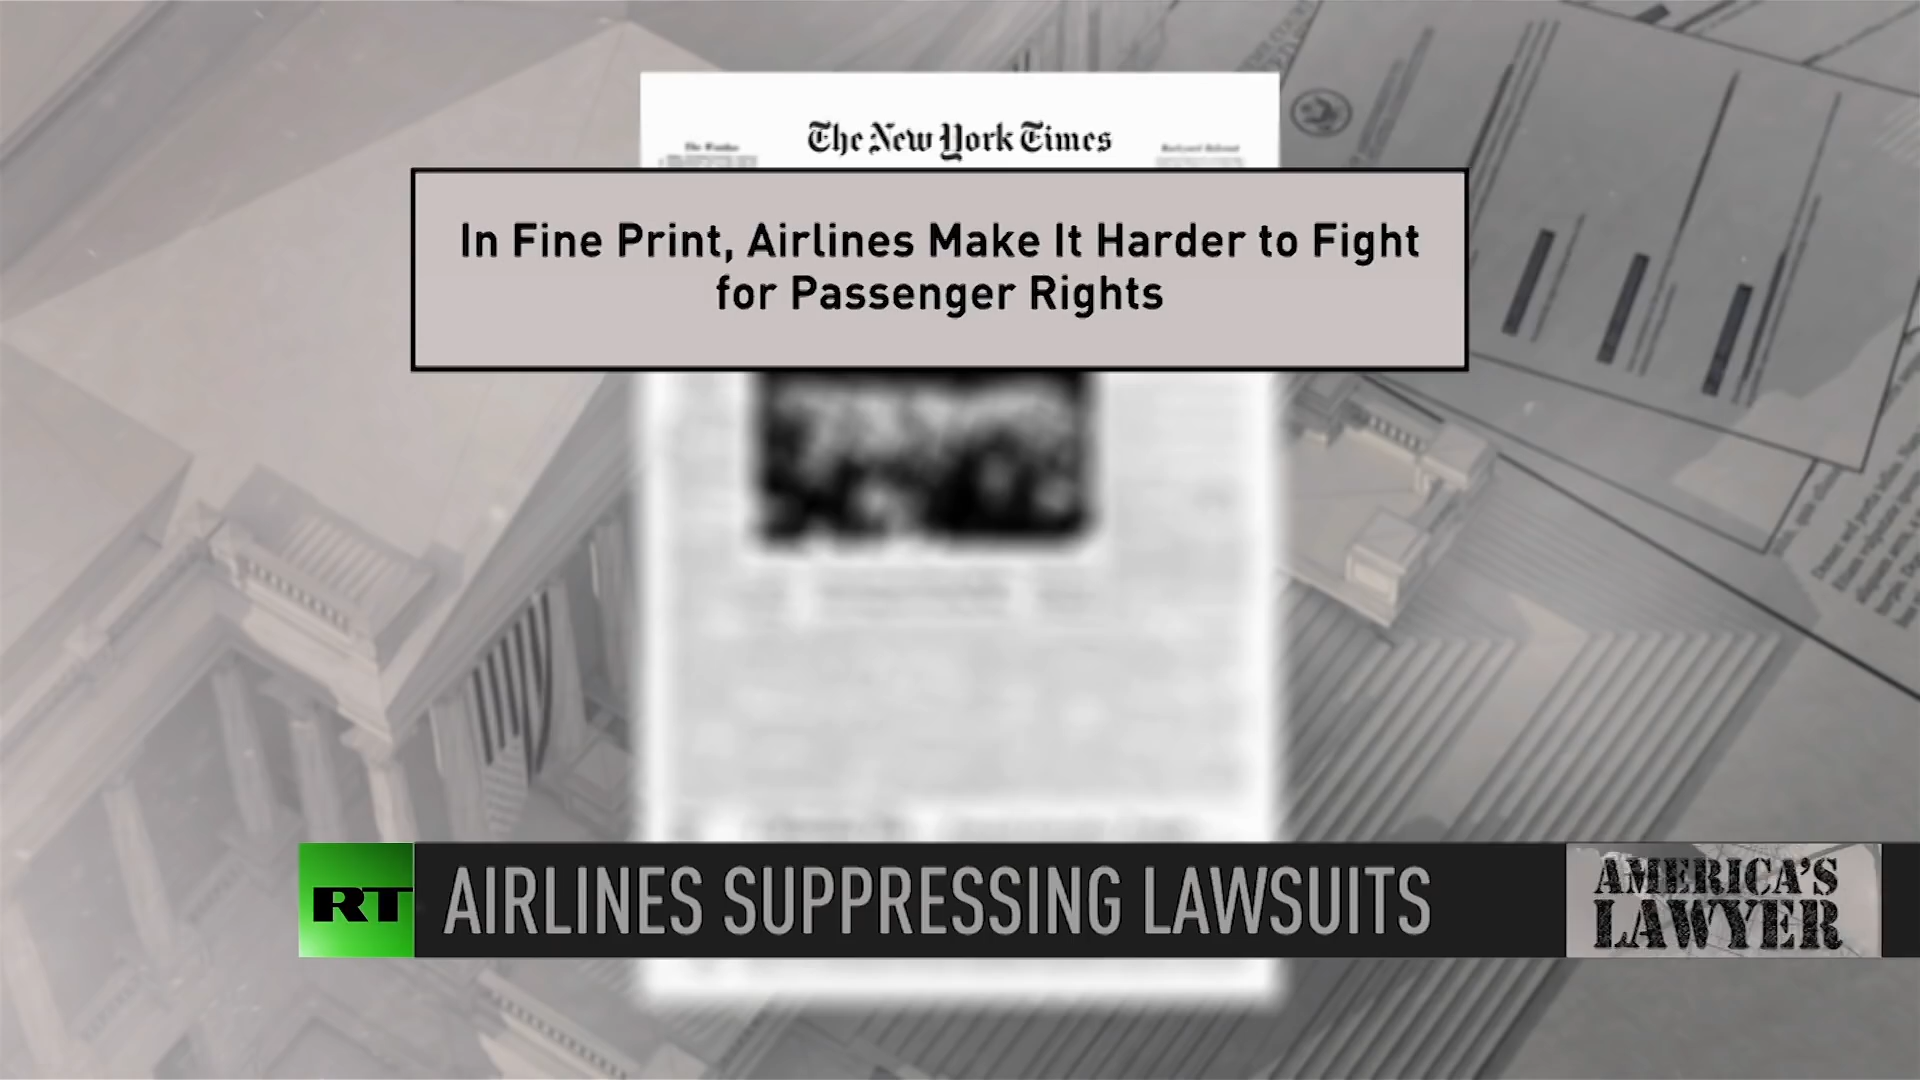 The New York Times
In Fine Print, Airlines Make It Harder to Fight
for Passenger Rights
RT
AIRLINES SUPPRESSING LAWSUITS
AMERICA'S
LAWYER